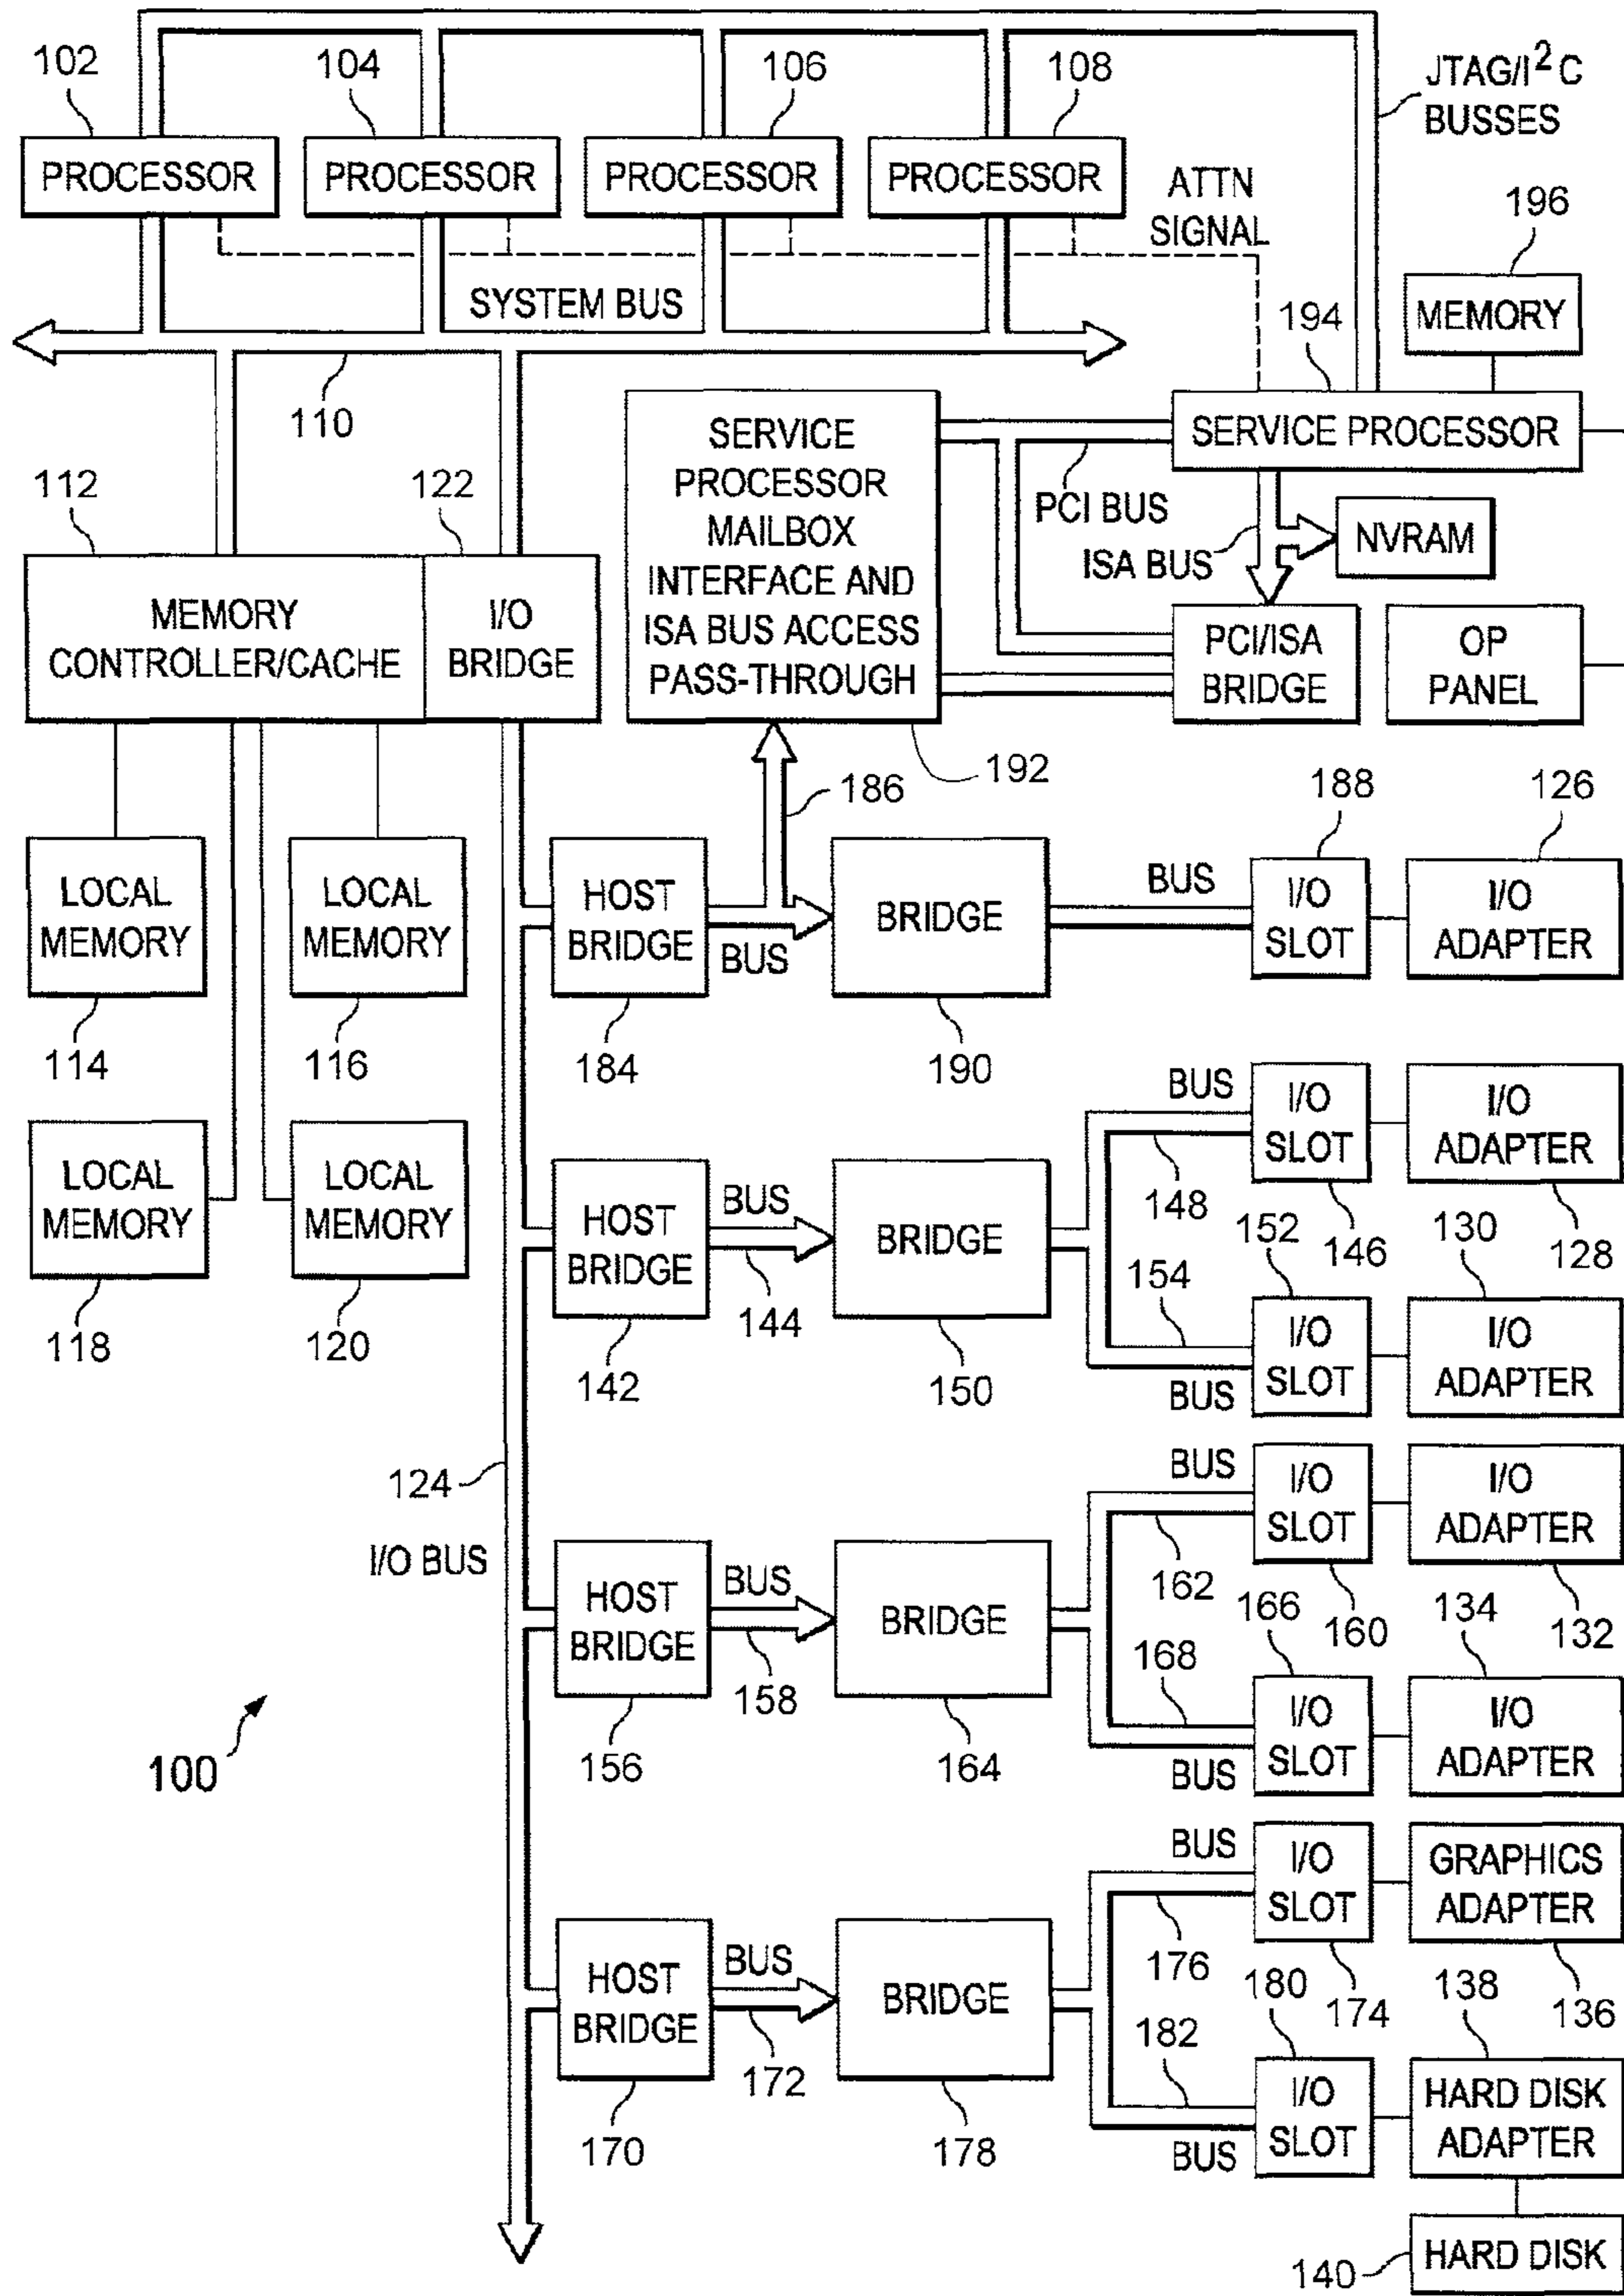 102
104
106
108
JTAG/I²C
BUSSES
PROCESSOR
PROCESSOR
PROCESSOR
PROCESSOR
ATTN
SIGNAL
196
SYSTEM BUS
194
MEMORY
110
SERVICE
PROCESSOR
MAILBOX
INTERFACE AND
ISA BUS ACCESS
PASS-THROUGH
SERVICE PROCESSOR
112
122
PCI BUS
ISA BUS
NVRAM
MEMORY
CONTROLLER/CACHE
I/O
BRIDGE
PCI/ISA
BRIDGE
OP
PANEL
192
186
188
126
LOCAL
MEMORY
LOCAL
MEMORY
HOST
BRIDGE
BUS
BRIDGE
BUS
I/O
SLOT
I/O
ADAPTER
114
116
184
190
LOCAL
MEMORY
LOCAL
MEMORY
118
120
HOST
BRIDGE
BUS
144
BRIDGE
BUS
148
I/O
SLOT
I/O
ADAPTER
152
146
130
128
154
142
150
BUS
I/O
SLOT
I/O
ADAPTER
124
I/O BUS
HOST
BRIDGE
BUS
158
BRIDGE
BUS
162
I/O
SLOT
I/O
ADAPTER
166
160
134
132
168
156
164
BUS
I/O
SLOT
I/O
ADAPTER
100
HOST
BRIDGE
BUS
172
BRIDGE
BUS
176
I/O
SLOT
GRAPHICS
ADAPTER
180
174
138
136
182
170
178
BUS
I/O
SLOT
HARD DISK
ADAPTER
140
HARD DISK